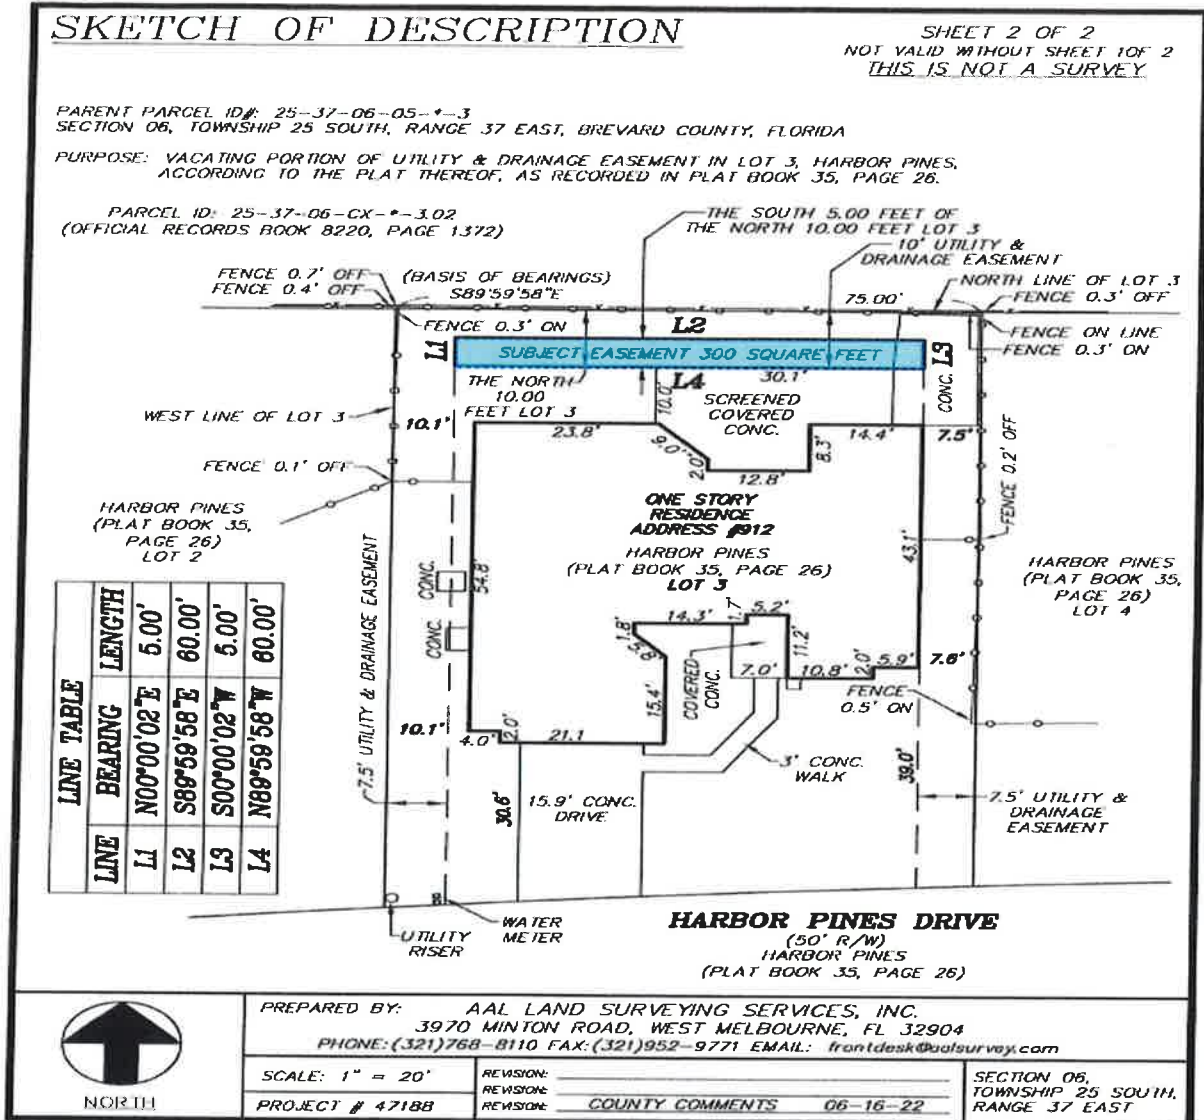 SKETCH OF DESCRIPTION
SHEET 2 OF 2
NOT VALID WITHOUT SHEET 1OF 2
THIS IS NOT A SURVEY
PARENT PARCEL ID#: 25-37-06-05-*-3
SECTION 06, TOWNSHIP 25 SOUTH, RANGE 37 EAST, BREVARD COUNTY, FLORIDA
PURPOSE: VACATING PORTION OF UTILITY & DRAINAGE EASEMENT IN LOT 3, HARBOR PINES,
ACCORDING TO THE PLAT THEREOF, AS RECORDED IN PLAT BOOK 35, PAGE 26.
PARCEL ID: 25-37-06-CX-*-3.02
(OFFICIAL RECORDS BOOK 8220, PAGE 1372)
THE SOUTH 5.00 FEET OF
THE NORTH 10.00 FEET LOT 3
10' UTILITY &
DRAINAGE EASEMENT
FENCE 0.7' OFF
FENCE 0.4' OFF
(BASIS OF BEARINGS)
S89°59'58"E
75.00'
NORTH LINE OF LOT 3
FENCE 0.3' OFF
FENCE 0.3' ON
L2
FENCE ON LINE
FENCE 0.3' ON
L1
SUBJECT EASEMENT 300 SQUARE FEET
L3
THE NORTH
10.00
FEET LOT 3
L4
30.1'
10.0'
SCREENED
COVERED
CONC.
CONC.
WEST LINE OF LOT 3
10.1'
23.8'
9.0'
2.0'
12.8'
8.3'
14.4'
7.5'
FENCE 0.2' OFF
FENCE 0.1' OFF
HARBOR PINES
(PLAT BOOK 35,
PAGE 26)
LOT 2
ONE STORY
RESIDENCE
ADDRESS #912
HARBOR PINES
(PLAT BOOK 35, PAGE 26)
LOT 3
43.1'
HARBOR PINES
(PLAT BOOK 35,
PAGE 26)
LOT 4
7.5' UTILITY & DRAINAGE EASEMENT
CONC.
CONC.
54.8'
14.3'
1.7'
5.2'
1.8'
11.2'
15.4'
COVERED
CONC.
7.0'
10.8'
2.0'
5.9'
7.6'
FENCE
0.5' ON
10.1'
4.0'
2.0'
21.1
3' CONC.
WALK
39.0'
30.6'
15.9' CONC.
DRIVE
7.5' UTILITY &
DRAINAGE
EASEMENT
LINE TABLE
LINE BEARING LENGTH
L1 N00°00'02"E 5.00'
L2 S89°59'58"E 60.00'
L3 S00°00'02"W 5.00'
L4 N89°59'58"W 60.00'
UTILITY
RISER
WATER
METER
HARBOR PINES DRIVE
(50' R/W)
HARBOR PINES
(PLAT BOOK 35, PAGE 26)
NORTH
PREPARED BY: AAL LAND SURVEYING SERVICES, INC.
3970 MINTON ROAD, WEST MELBOURNE, FL 32904
PHONE:(321)768-8110 FAX:(321)952-9771 EMAIL: frontdesk@aalsurvey.com
SCALE: 1" = 20'
PROJECT # 47188
REVISION:
REVISION:
REVISION: COUNTY COMMENTS 06-16-22
SECTION 06,
TOWNSHIP 25 SOUTH,
RANGE 37 EAST